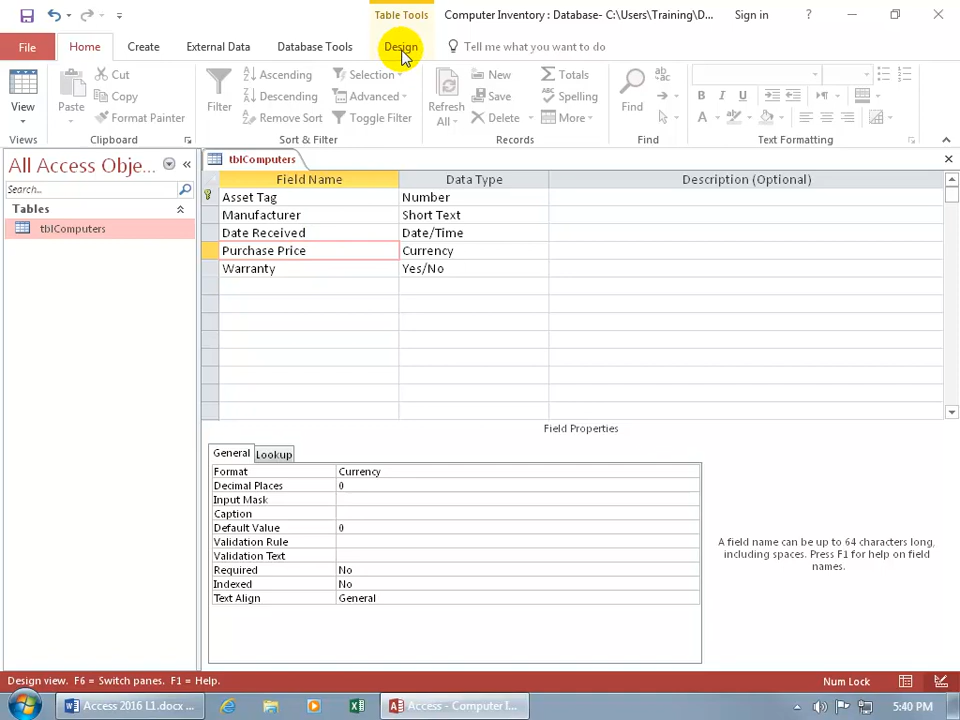 Table Tools
Computer Inventory : Database- C:\Users\Training\D...
Sign in
?
File
Home
Create
External Data
Database Tools
Design
Tell me what you want to do
View
Views
Paste
Cut
Copy
Format Painter
Clipboard
Filter
Ascending
Descending
Remove Sort
Selection
Advanced
Toggle Filter
Sort & Filter
Refresh
All
New
Save
Delete
Totals
Spelling
More
Records
Find
Find
B I U
A
Text Formatting
All Access Obje...
Search...
Tables
tblComputers
tblComputers
Field Name Data Type Description (Optional)
Asset Tag Number
Manufacturer Short Text
Date Received Date/Time
Purchase Price Currency
Warranty Yes/No
Field Properties
General Lookup
Format Currency
Decimal Places 0
Input Mask
Caption
Default Value 0
Validation Rule
Validation Text
Required No
Indexed No
Text Align General
A field name can be up to 64 characters long,
including spaces. Press F1 for help on field
names.
Design view. F6 = Switch panes. F1 = Help.
Num Lock
Access 2016 L1.docx ...
Access - Computer I...
5:40 PM